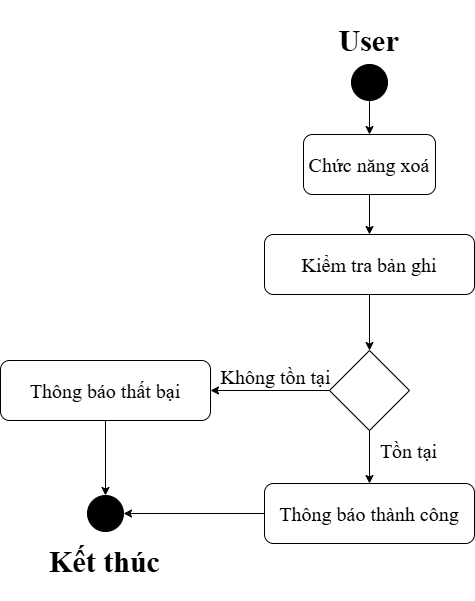 User
Chức năng xoá
Kiểm tra bản ghi
Không tồn tại
Thông báo thất bại
Tồn tại
Thông báo thành công
Kết thúc